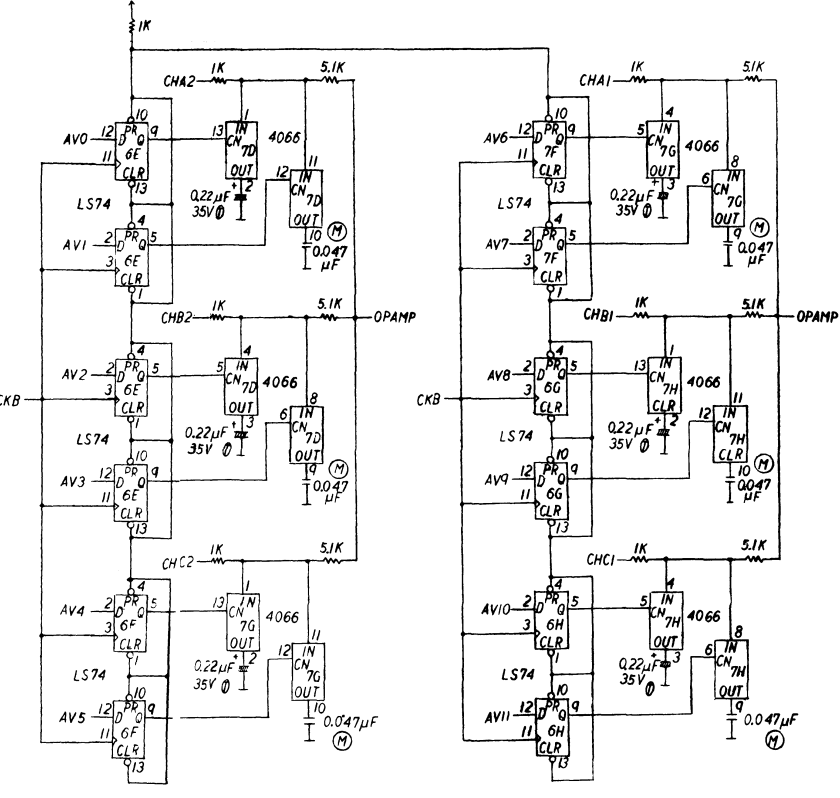 1K
CHA2 1K 5.1K
12 AV0 D PR Q 9 10 6E CLR 11 13
13 CN IN 1 7D OUT 2 4066
0.22µF + 35V T
12 CN IN 11 7D OUT 10
M 0.047 µF
LS74
AV1 2 D PR Q 5 4 6E CLR 3 1
CHB2 1K 5.1K OPAMP
AV2 2 D PR Q 5 4 6E CLR 3 1
5 CN IN 4 7D OUT 3 4066
0.22µF + 35V T
6 CN IN 8 7D OUT 9
M 0.047 µF
CKB
LS74
AV3 12 D PR Q 9 10 6E CLR 11 13
CHC2 1K 5.1K
AV4 2 D PR Q 5 4 6F CLR 3 1
13 CN IN 1 7G OUT 2 4066
0.22µF + 35V T
12 CN IN 11 7G OUT 10
0.047µF M
LS74
AV5 12 D PR Q 9 10 6F CLR 11 13
CHA1 1K 5.1K
AV6 12 D PR Q 9 10 7F CLR 11 13
5 CN IN 4 7G OUT 3 4066
0.22µF + 35V T
6 CN IN 8 7G OUT 9
M 0.047 µF
LS74
AV7 2 D PR Q 5 4 7F CLR 3 1
CHB1 1K 5.1K OPAMP
AV8 2 D PR Q 5 4 6G CLR 3 1
13 CN IN 1 7H CLR 2 4066
0.22µF + 35V T
12 CN IN 11 7H CLR 10
M 0.047 µF
CKB
LS74
AV9 12 D PR Q 9 10 6G CLR 11 13
CHC1 1K 5.1K
AV10 2 D PR Q 5 4 6H CLR 3 1
5 CN IN 4 7H OUT 3 4066
0.22µF + 35V T
6 CN IN 8 7H OUT 9
0.047µF M
LS74
AV11 12 D PR Q 9 10 6H CLR 11 13